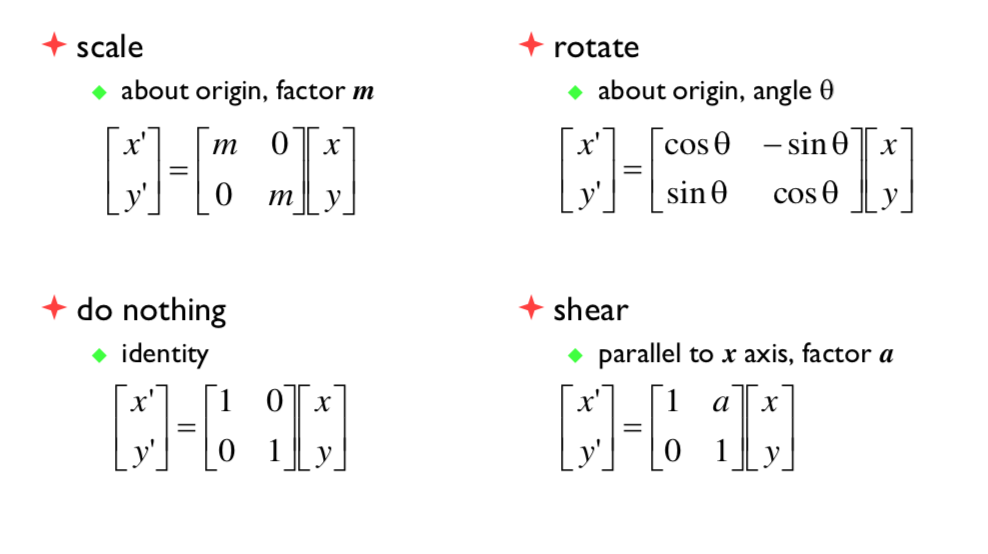 scale
about origin, factor m
[x' y'] = [m 0 0 m][x y]
rotate
about origin, angle θ
[x' y'] = [cos θ − sin θ sin θ cos θ][x y]
do nothing
identity
[x' y'] = [1 0 0 1][x y]
shear
parallel to x axis, factor a
[x' y'] = [1 a 0 1][x y]